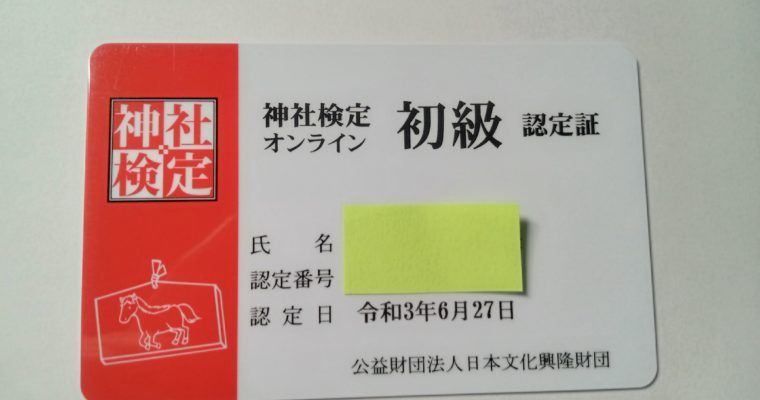 神社
検定
神社検定
オンライン
初級 認定証
氏 名
認定番号
認定日 令和3年6月27日
公益財団法人日本文化興隆財団